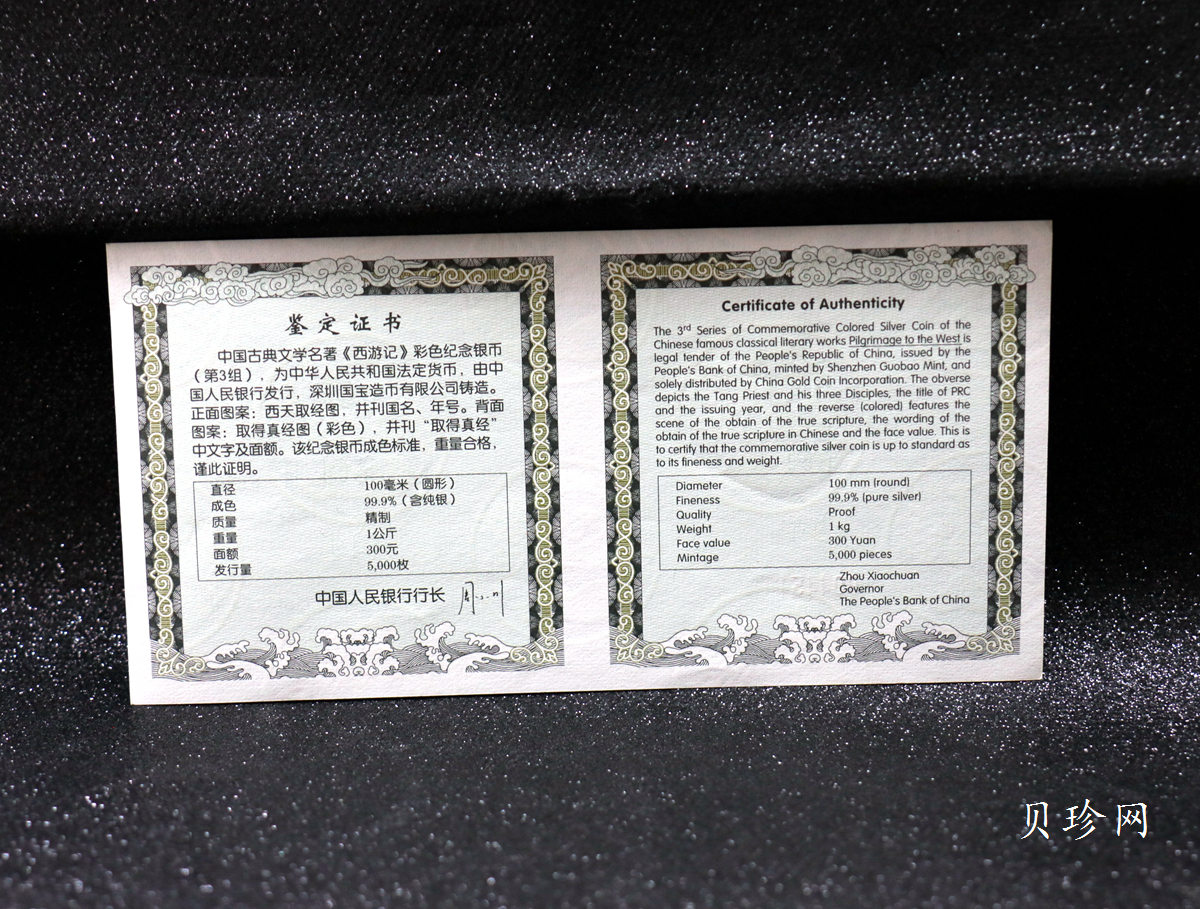 鉴定证书
中国古典文学名著《西游记》彩色纪念银币
（第3组），为中华人民共和国法定货币，由中
国人民银行发行，深圳国宝造币有限公司铸造。
正面图案：西天取经图，并刊国名、年号。背面
图案：取得真经图（彩色），并刊“取得真经”
中文字及面额。该纪念银币成色标准，重量合格，
谨此证明。
直径 100毫米（圆形）
成色 99.9%（含纯银）
质量 精制
重量 1公斤
面额 300元
发行量 5,000枚
中国人民银行行长 周小川
Certificate of Authenticity
The 3rd Series of Commemorative Colored Silver Coin of the
Chinese famous classical literary works Pilgrimage to the West is
legal tender of the People's Republic of China, issued by the
People's Bank of China, minted by Shenzhen Guobao Mint, and
solely distributed by China Gold Coin Incorporation. The obverse
depicts the Tang Priest and his three Disciples, the title of PRC
and the issuing year, and the reverse (colored) features the
scene of the obtain of the true scripture, the wording of the
obtain of the true scripture in Chinese and the face value. This is
to certify that the commemorative silver coin is up to standard as
to its fineness and weight.
Diameter 100 mm (round)
Fineness 99.9% (pure silver)
Quality Proof
Weight 1 kg
Face value 300 Yuan
Mintage 5,000 pieces
Zhou Xiaochuan
Governor
The People's Bank of China
贝珍网